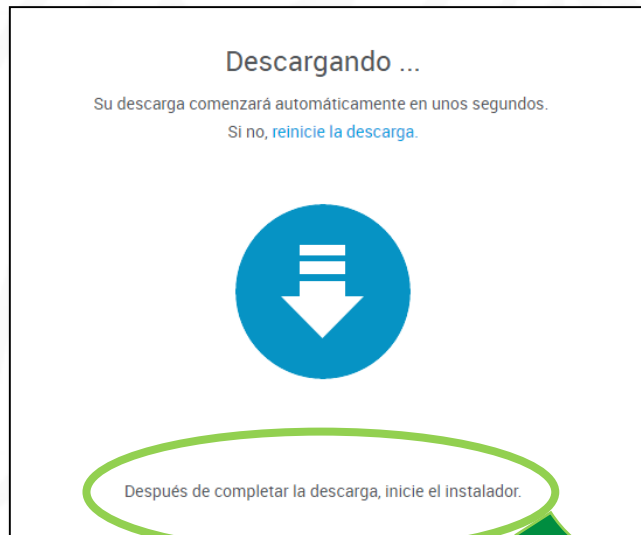 Descargando ...
Su descarga comenzará automáticamente en unos segundos.
Si no, reinicie la descarga.
Después de completar la descarga, inicie el instalador.